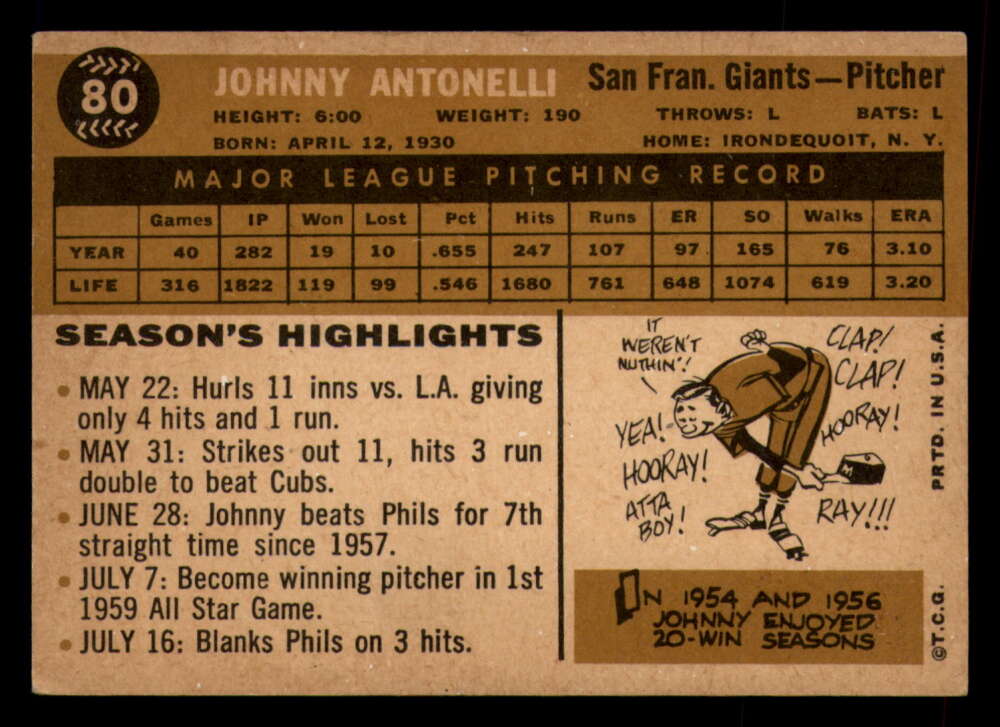 80
JOHNNY ANTONELLI San Fran. Giants—Pitcher
HEIGHT: 6:00 WEIGHT: 190 THROWS: L BATS: L
BORN: APRIL 12, 1930 HOME: IRONDEQUOIT, N. Y.
MAJOR LEAGUE PITCHING RECORD
Games IP Won Lost Pct Hits Runs ER SO Walks ERA
YEAR 40 282 19 10 .655 247 107 97 165 76 3.10
LIFE 316 1822 119 99 .546 1680 761 648 1074 619 3.20
SEASON'S HIGHLIGHTS
• MAY 22: Hurls 11 inns vs. L.A. giving
only 4 hits and 1 run.
• MAY 31: Strikes out 11, hits 3 run
double to beat Cubs.
• JUNE 28: Johnny beats Phils for 7th
straight time since 1957.
• JULY 7: Become winning pitcher in 1st
1959 All Star Game.
• JULY 16: Blanks Phils on 3 hits.
IT
WEREN'T
NUTHIN'!
CLAP!
CLAP!
YEA!
HOORAY!
HOORAY!
ATTA
BOY!
RAY!!!
M
IN 1954 AND 1956
JOHNNY ENJOYED
20-WIN SEASONS
PRTD. IN U.S.A.
©T.C.G.